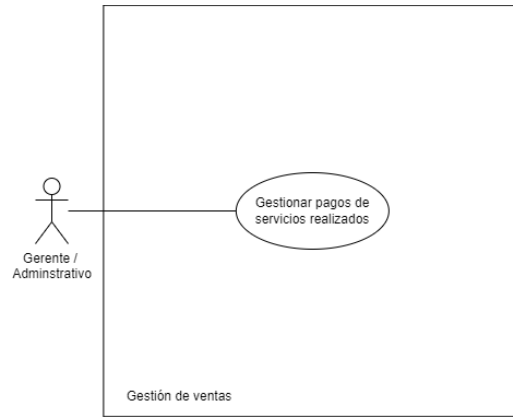 Gestionar pagos de
servicios realizados
Gerente /
Adminstrativo
Gestión de ventas